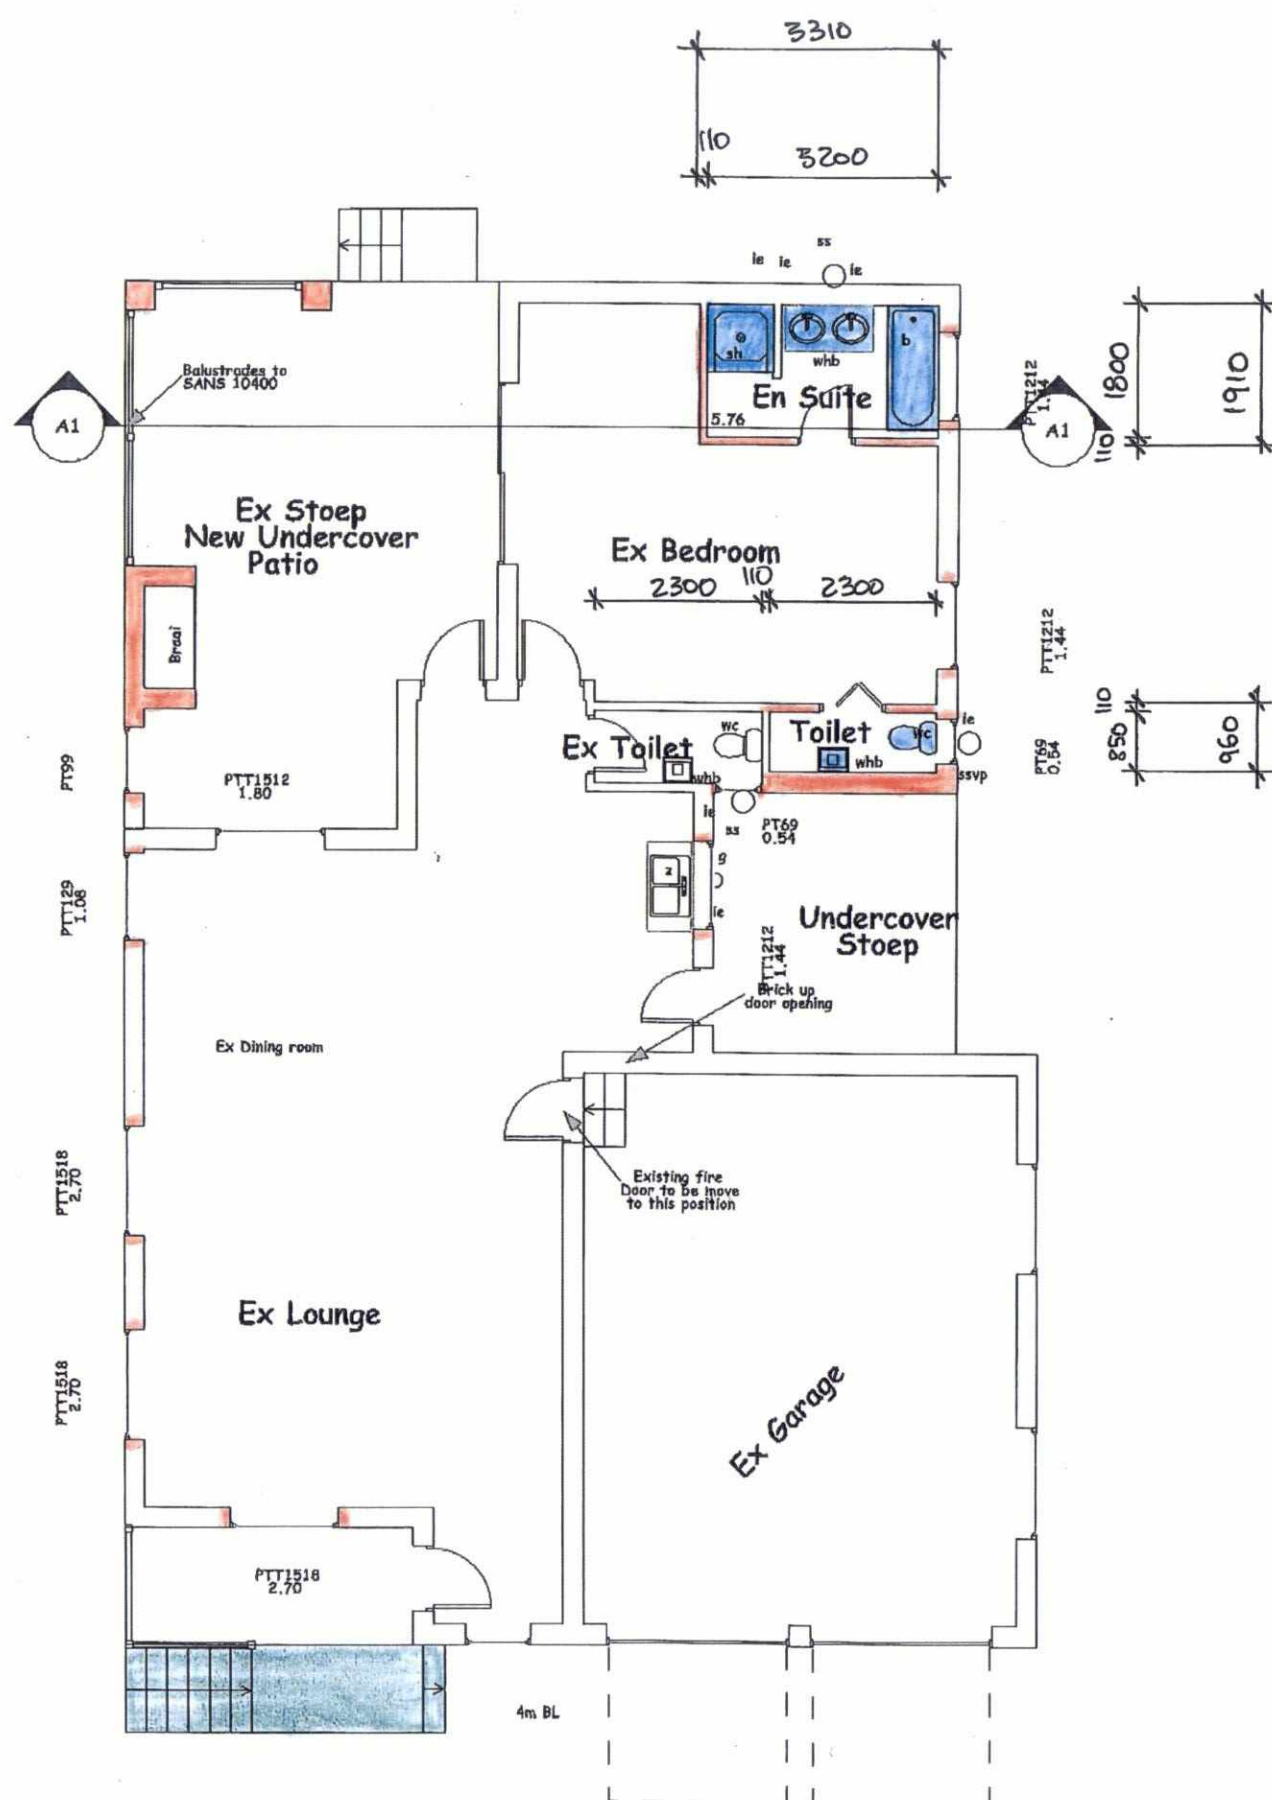 3310
110
3200
ss
ie
ie
ie
Balustrades to
SANS 10400
sh
whb
b
En Suite
5.76
A1
A1
PTT1212
1.44
1800
1910
110
Ex Stoep
New Undercover
Patio
Ex Bedroom
2300
110
2300
Braai
PTT1212
1.44
110
850
960
Ex Toilet
wc
whb
Toilet
wc
whb
ie
ssvp
PT69
0.54
PT99
PTT1512
1.80
ie
ss
PT69
0.54
g
2
ie
PTT129
1.08
Undercover
Stoep
PTT1212
1.44
Brick up
door opening
Ex Dining room
Existing fire
Door to be move
to this position
PTT1518
2.70
Ex Lounge
PTT1518
2.70
Ex Garage
PTT1518
2.70
4m BL